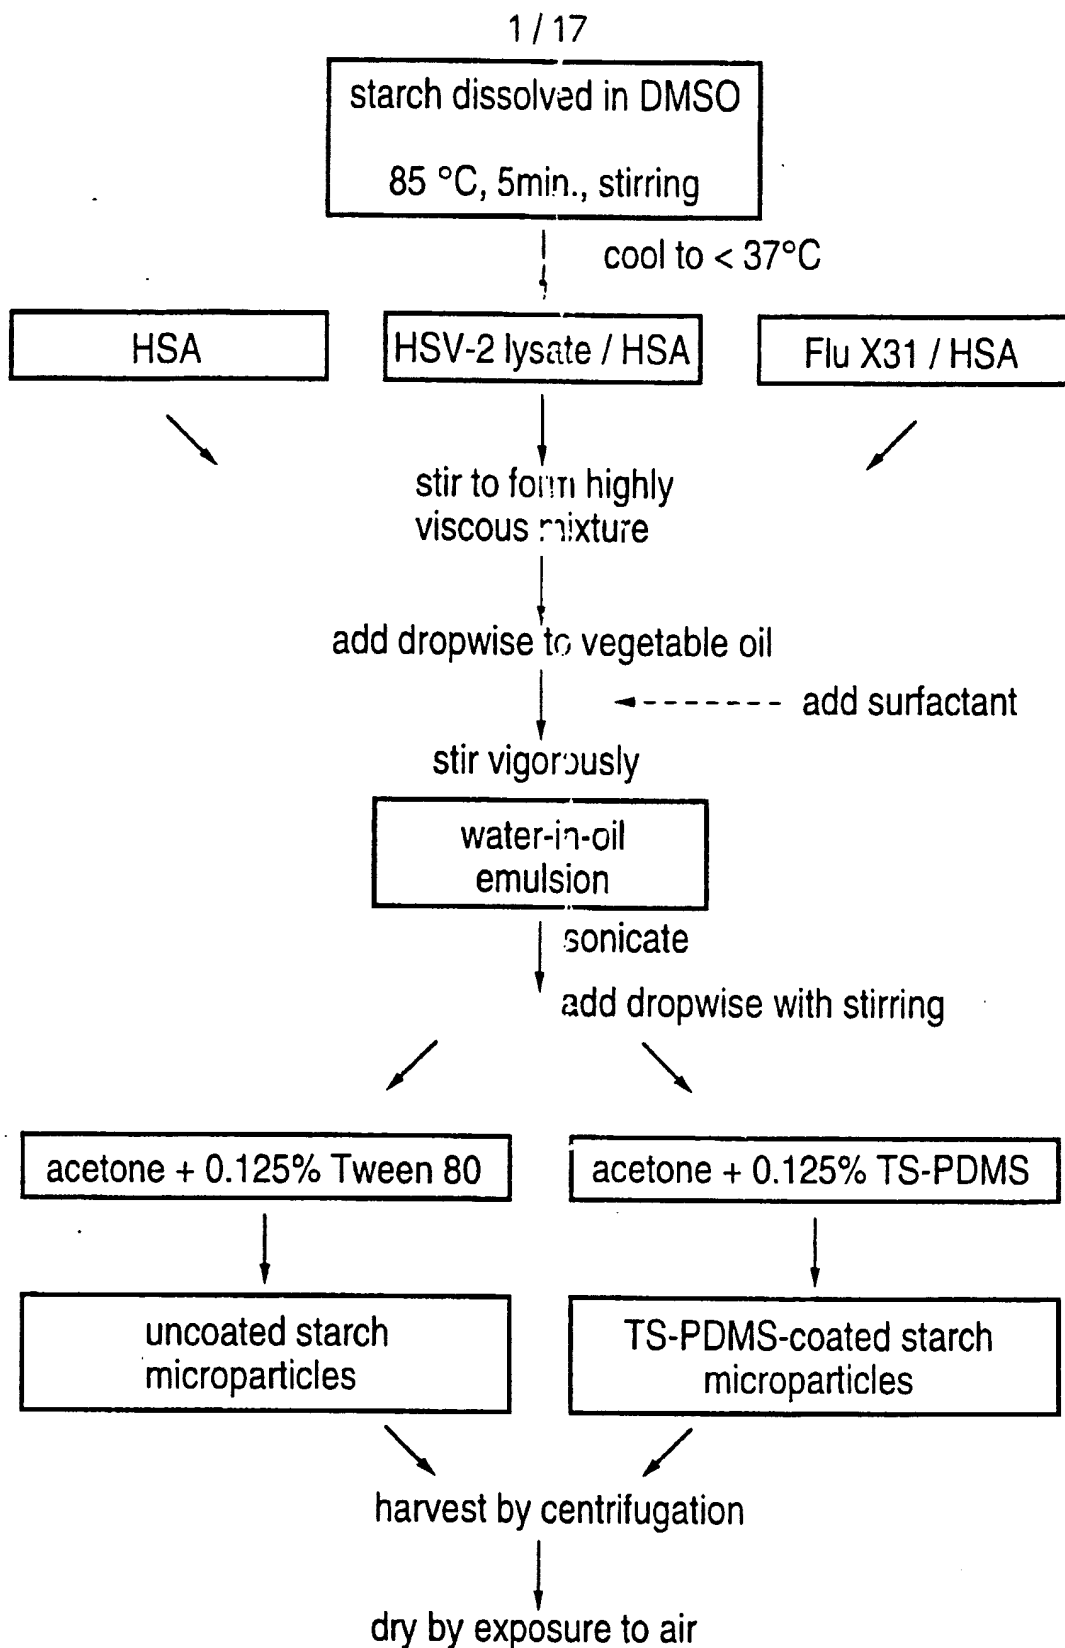 1 / 17
starch dissolved in DMSO
85 °C, 5min., stirring
cool to < 37°C
HSA
HSV-2 lysate / HSA
Flu X31 / HSA
stir to form highly
viscous mixture
add dropwise to vegetable oil
add surfactant
stir vigorously
water-in-oil
emulsion
sonicate
add dropwise with stirring
acetone + 0.125% Tween 80
acetone + 0.125% TS-PDMS
uncoated starch
microparticles
TS-PDMS-coated starch
microparticles
harvest by centrifugation
dry by exposure to air